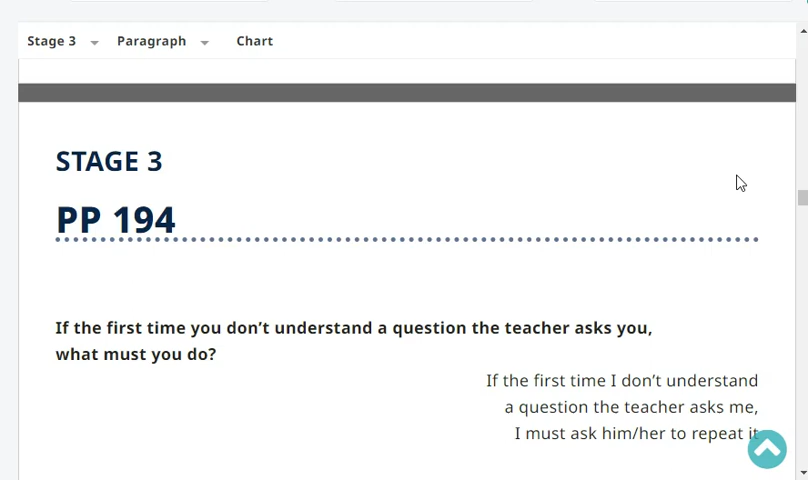 Stage 3 Paragraph Chart
STAGE 3
PP 194
If the first time you don’t understand a question the teacher asks you,
what must you do?
If the first time I don’t understand
a question the teacher asks me,
I must ask him/her to repeat it